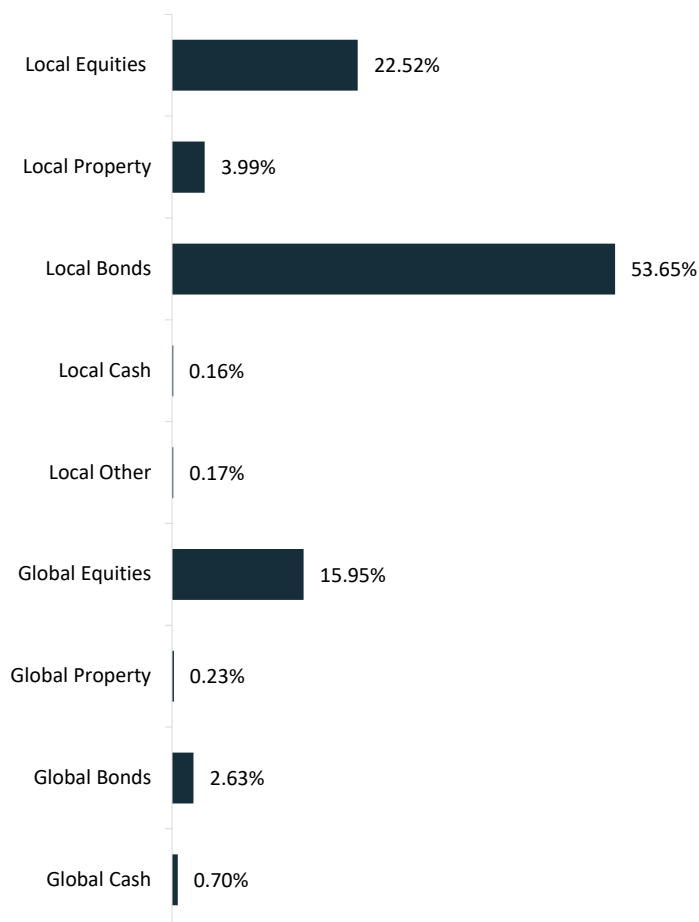 Local Equities 22.52%
Local Property 3.99%
Local Bonds 53.65%
Local Cash 0.16%
Local Other 0.17%
Global Equities 15.95%
Global Property 0.23%
Global Bonds 2.63%
Global Cash 0.70%